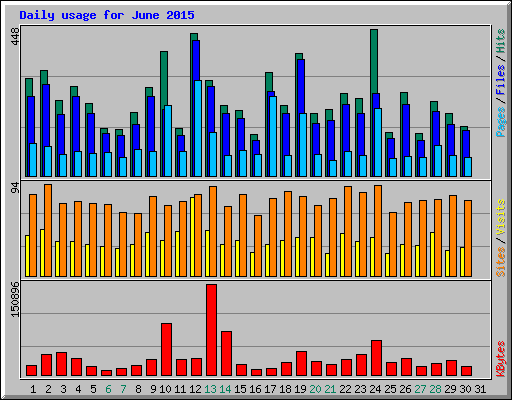 Daily usage for June 2015
448
Pages / Files / Hits
94
Sites / Visits
150896
KBytes
1 2 3 4 5 6 7 8 9 10 11 12 13 14 15 16 17 18 19 20 21 22 23 24 25 26 27 28 29 30 31